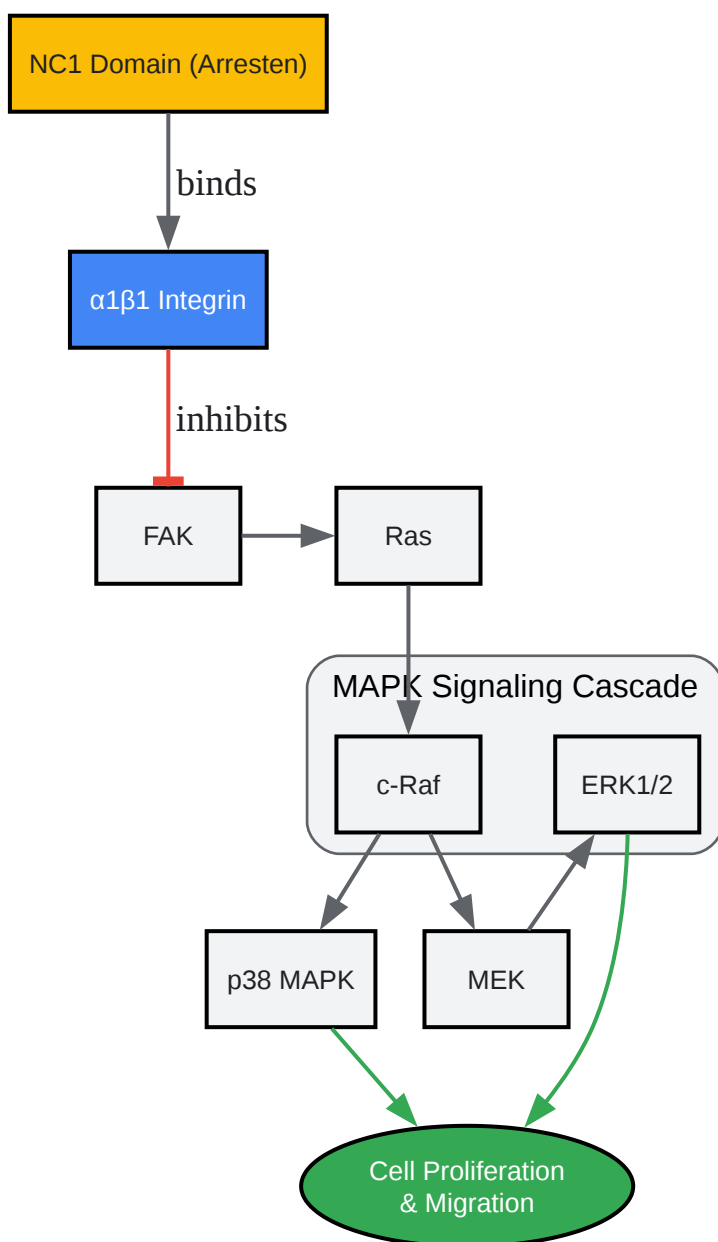 NC1 Domain (Arresten)
binds
α1β1 Integrin
inhibits
FAK
Ras
MAPK Signaling Cascade
c-Raf
ERK1/2
p38 MAPK
MEK
Cell Proliferation
& Migration